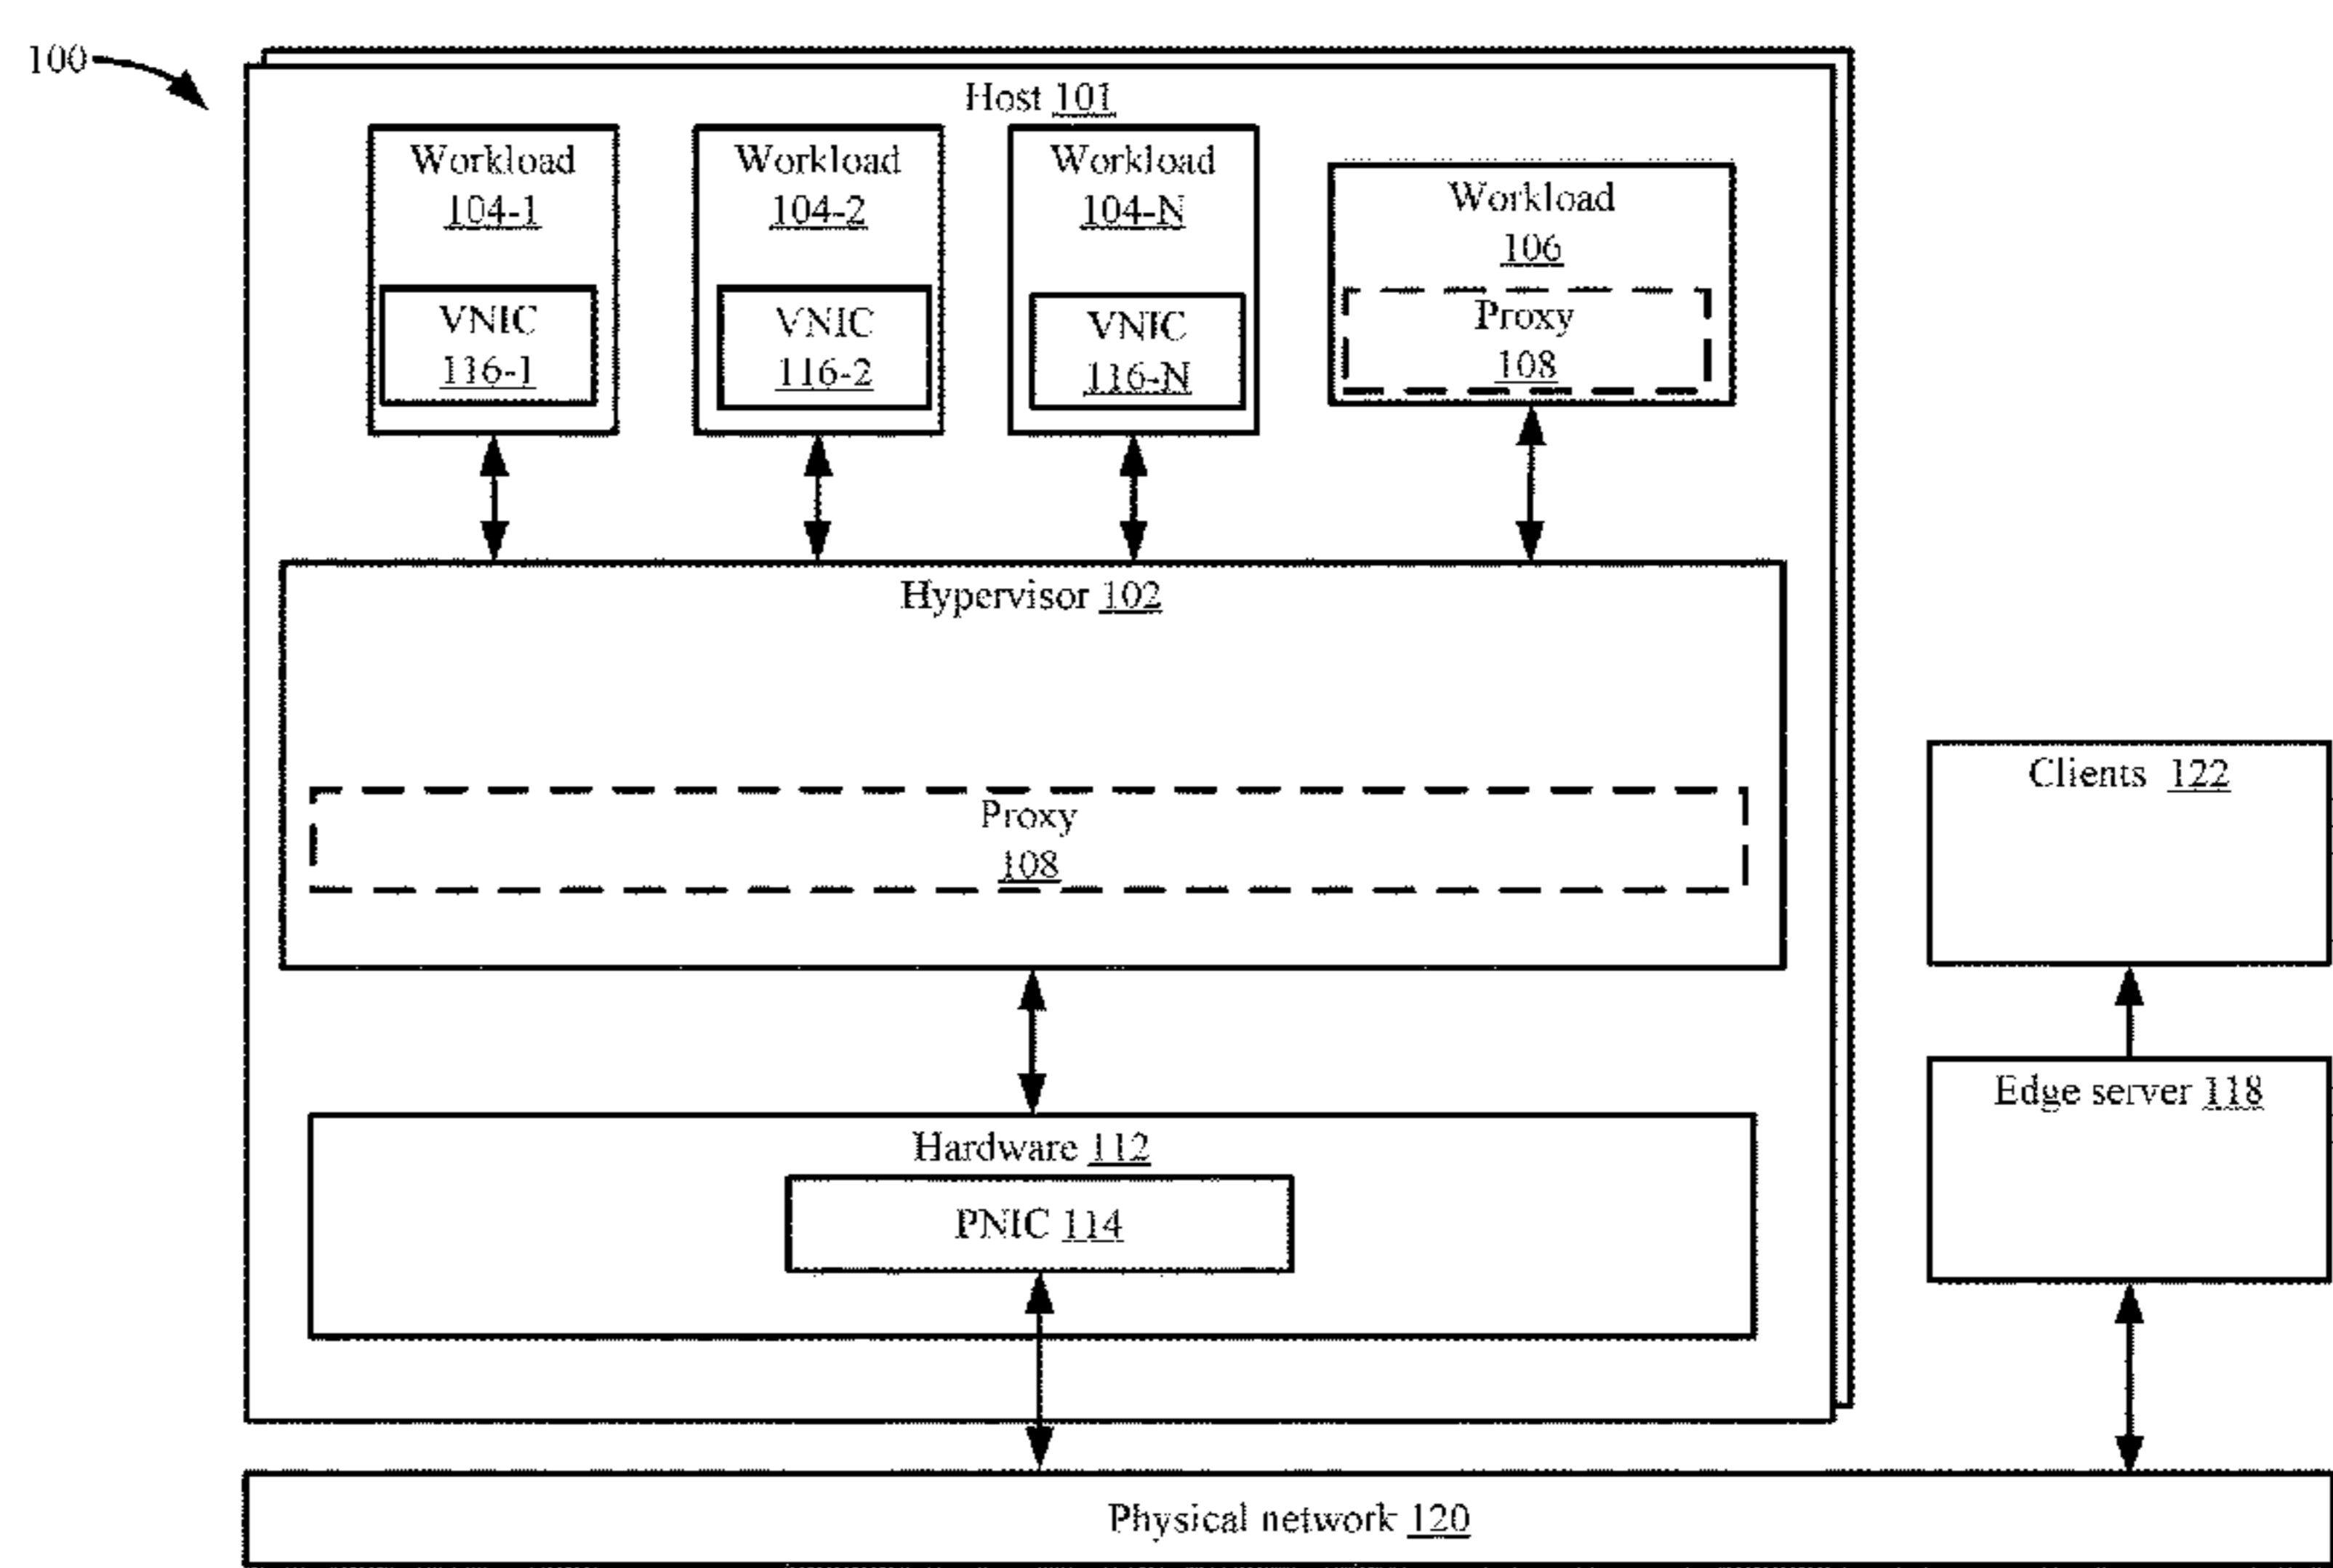 100
Host 101
Workload
104-1
VNIC
116-1
Workload
104-2
VNIC
116-2
Workload
104-N
VNIC
116-N
Workload
106
Proxy
108
Hypervisor 102
Proxy
108
Hardware 112
PNIC 114
Clients 122
Edge server 118
Physical network 120